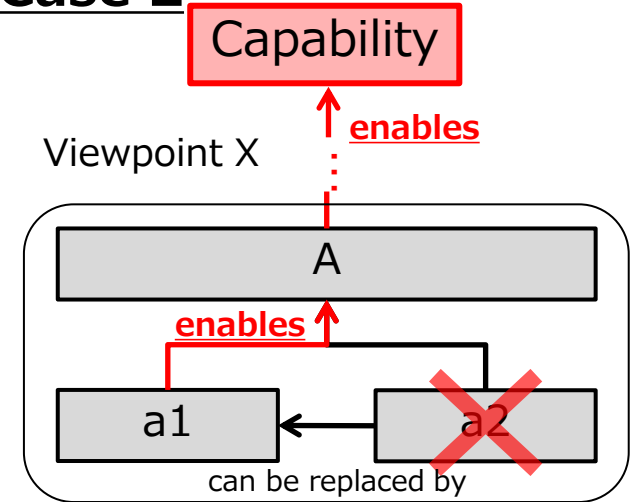 Capability
enables
Viewpoint X
A
enables
a1
a2
can be replaced by